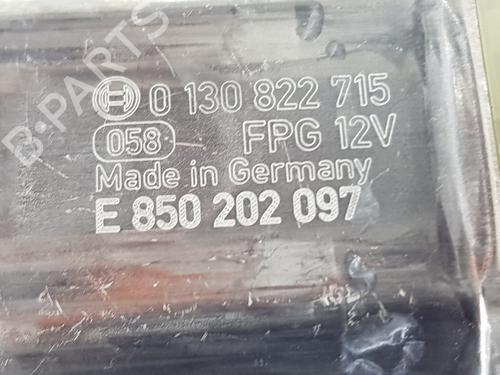 B-PARTS
0 130 822 715
058 FPG 12V
Made in Germany
E 850 202 097